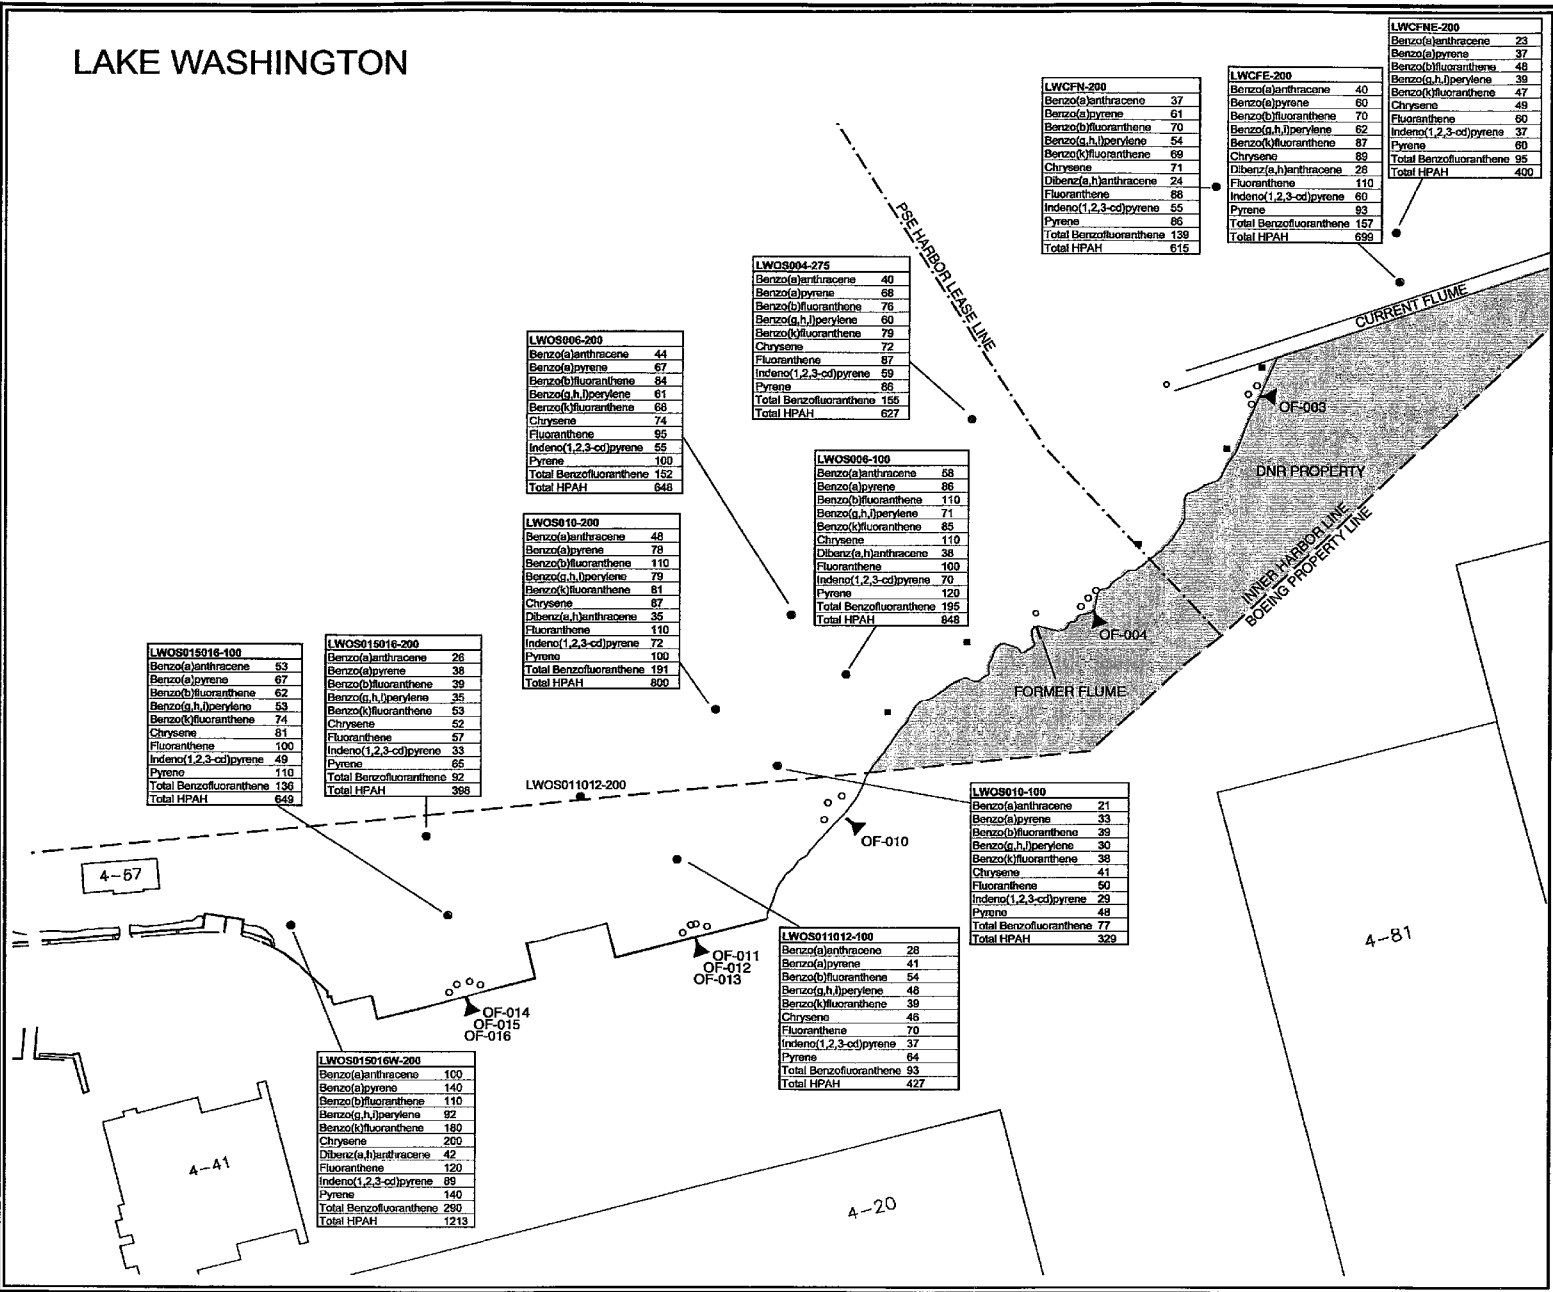 LAKE WASHINGTON
LWCFNE-200
Benzo(a)anthracene 23
Benzo(a)pyrene 37
Benzo(b)fluoranthene 48
Benzo(g,h,i)perylene 39
Benzo(k)fluoranthene 47
Chrysene 49
Fluoranthene 60
Indeno(1,2,3-cd)pyrene 37
Pyrene 60
Total Benzofluoranthene 95
Total HPAH 400
LWCFE-200
Benzo(a)anthracene 40
Benzo(a)pyrene 60
Benzo(b)fluoranthene 70
Benzo(g,h,i)perylene 62
Benzo(k)fluoranthene 87
Chrysene 89
Dibenz(a,h)anthracene 28
Fluoranthene 110
Indeno(1,2,3-cd)pyrene 60
Pyrene 93
Total Benzofluoranthene 157
Total HPAH 699
LWCFN-200
Benzo(a)anthracene 37
Benzo(a)pyrene 61
Benzo(b)fluoranthene 70
Benzo(g,h,i)perylene 54
Benzo(k)fluoranthene 69
Chrysene 71
Dibenz(a,h)anthracene 24
Fluoranthene 88
Indeno(1,2,3-cd)pyrene 55
Pyrene 86
Total Benzofluoranthene 139
Total HPAH 615
PSE HARBOR LEASE LINE
LWOS004-275
Benzo(a)anthracene 40
Benzo(a)pyrene 68
Benzo(b)fluoranthene 76
Benzo(g,h,i)perylene 60
Benzo(k)fluoranthene 79
Chrysene 72
Fluoranthene 87
Indeno(1,2,3-cd)pyrene 59
Pyrene 86
Total Benzofluoranthene 155
Total HPAH 627
CURRENT FLUME
LWOS006-200
Benzo(a)anthracene 44
Benzo(a)pyrene 67
Benzo(b)fluoranthene 84
Benzo(g,h,i)perylene 61
Benzo(k)fluoranthene 68
Chrysene 74
Fluoranthene 95
Indeno(1,2,3-cd)pyrene 55
Pyrene 100
Total Benzofluoranthene 152
Total HPAH 648
OF-003
DNR PROPERTY
LWOS006-100
Benzo(a)anthracene 58
Benzo(a)pyrene 86
Benzo(b)fluoranthene 110
Benzo(g,h,i)perylene 71
Benzo(k)fluoranthene 85
Chrysene 110
Dibenz(a,h)anthracene 38
Fluoranthene 100
Indeno(1,2,3-cd)pyrene 70
Pyrene 120
Total Benzofluoranthene 195
Total HPAH 848
INNER HARBOR LINE
BOEING PROPERTY LINE
LWOS010-200
Benzo(a)anthracene 48
Benzo(a)pyrene 78
Benzo(b)fluoranthene 110
Benzo(g,h,i)perylene 79
Benzo(k)fluoranthene 81
Chrysene 87
Dibenz(a,h)anthracene 35
Fluoranthene 110
Indeno(1,2,3-cd)pyrene 72
Pyrene 100
Total Benzofluoranthene 191
Total HPAH 800
OF-004
FORMER FLUME
LWOS015016-100
Benzo(a)anthracene 53
Benzo(a)pyrene 67
Benzo(b)fluoranthene 62
Benzo(g,h,i)perylene 53
Benzo(k)fluoranthene 74
Chrysene 81
Fluoranthene 100
Indeno(1,2,3-cd)pyrene 49
Pyrene 110
Total Benzofluoranthene 136
Total HPAH 649
LWOS015016-200
Benzo(a)anthracene 26
Benzo(a)pyrene 38
Benzo(b)fluoranthene 39
Benzo(g,h,i)perylene 35
Benzo(k)fluoranthene 53
Chrysene 52
Fluoranthene 57
Indeno(1,2,3-cd)pyrene 33
Pyrene 65
Total Benzofluoranthene 92
Total HPAH 398
LWOS011012-200
LWOS010-100
Benzo(a)anthracene 21
Benzo(a)pyrene 33
Benzo(b)fluoranthene 39
Benzo(g,h,i)perylene 30
Benzo(k)fluoranthene 38
Chrysene 41
Fluoranthene 50
Indeno(1,2,3-cd)pyrene 29
Pyrene 48
Total Benzofluoranthene 77
Total HPAH 329
OF-010
4-57
4-81
LWOS011012-100
Benzo(a)anthracene 28
Benzo(a)pyrene 41
Benzo(b)fluoranthene 54
Benzo(g,h,i)perylene 48
Benzo(k)fluoranthene 39
Chrysene 46
Fluoranthene 70
Indeno(1,2,3-cd)pyrene 37
Pyrene 64
Total Benzofluoranthene 93
Total HPAH 427
OF-011
OF-012
OF-013
OF-014
OF-015
OF-016
LWOS015016W-200
Benzo(a)anthracene 100
Benzo(a)pyrene 140
Benzo(b)fluoranthene 110
Benzo(g,h,i)perylene 92
Benzo(k)fluoranthene 180
Chrysene 200
Dibenz(a,h)anthracene 42
Fluoranthene 120
Indeno(1,2,3-cd)pyrene 89
Pyrene 140
Total Benzofluoranthene 290
Total HPAH 1213
4-41
4-20